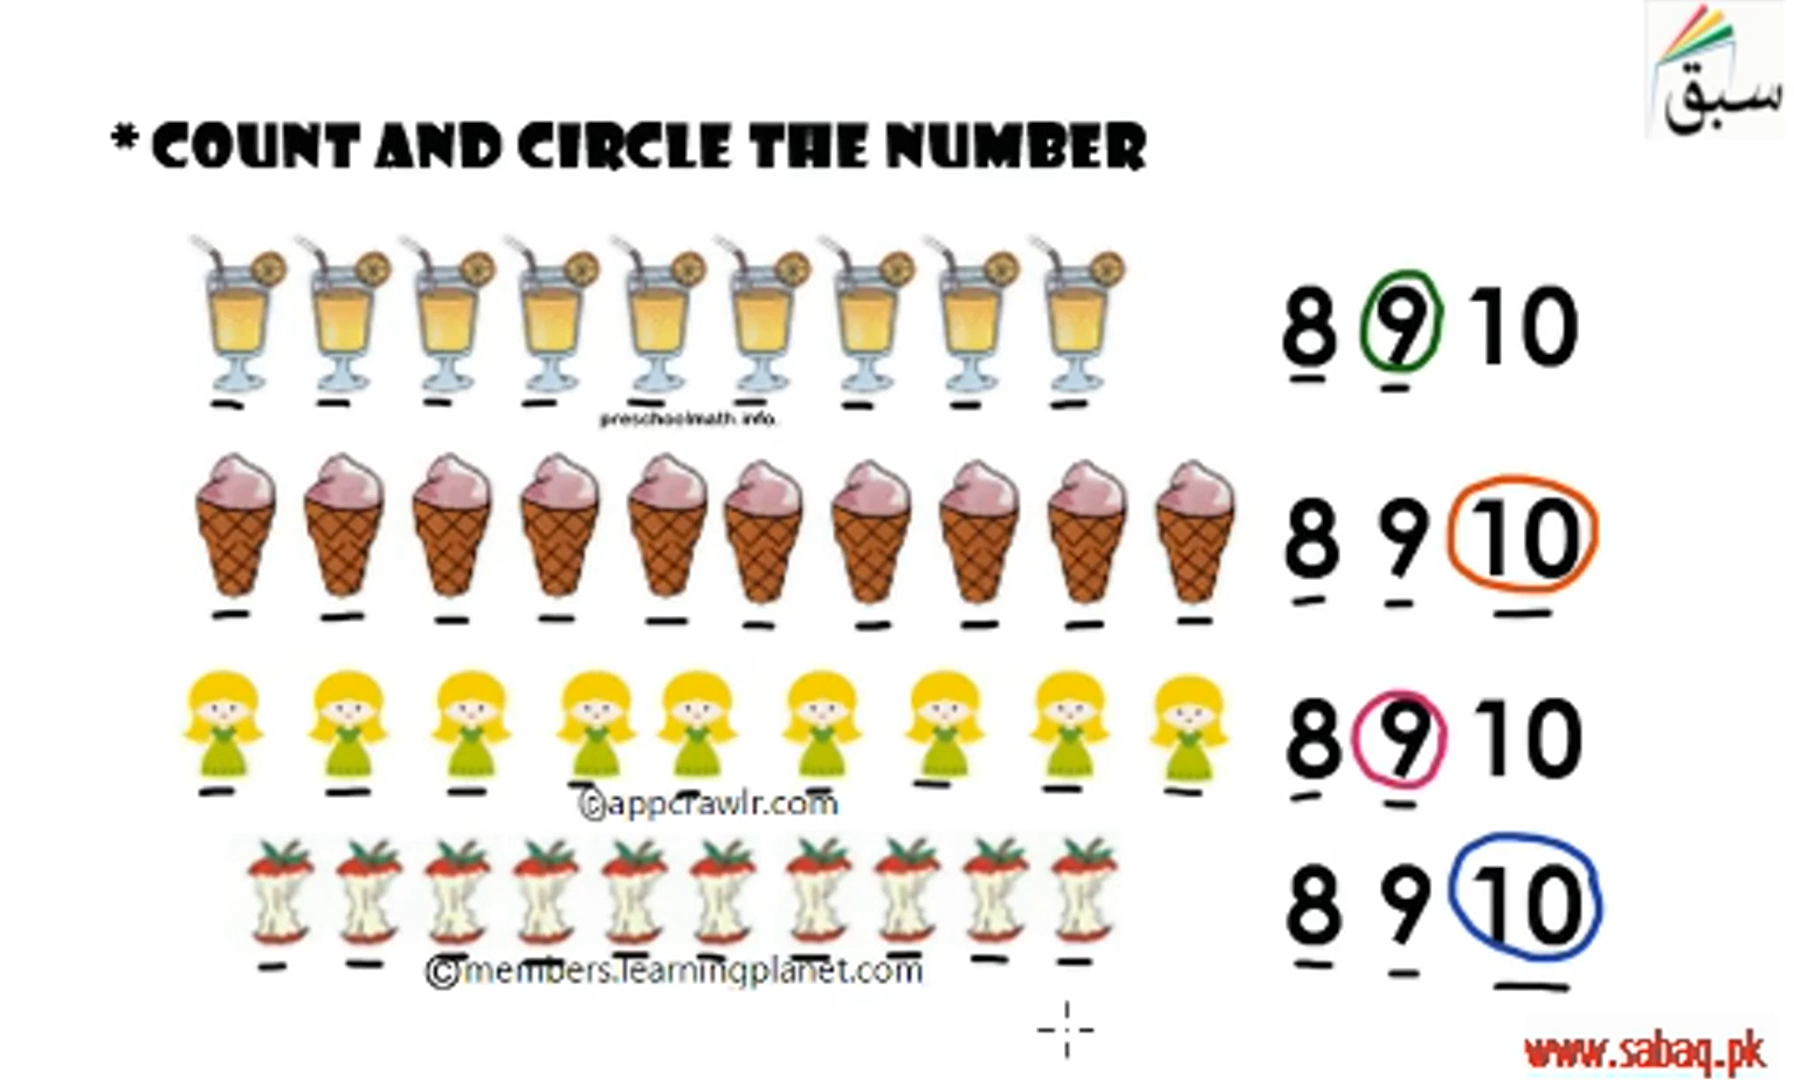 سبق
* COUNT AND CIRCLE THE NUMBER
8 9 10
preschoolmath.info.
8 9 10
8 9 10
©appcrawlr.com
8 9 10
©members.learningplanet.com
www.sabaq.pk